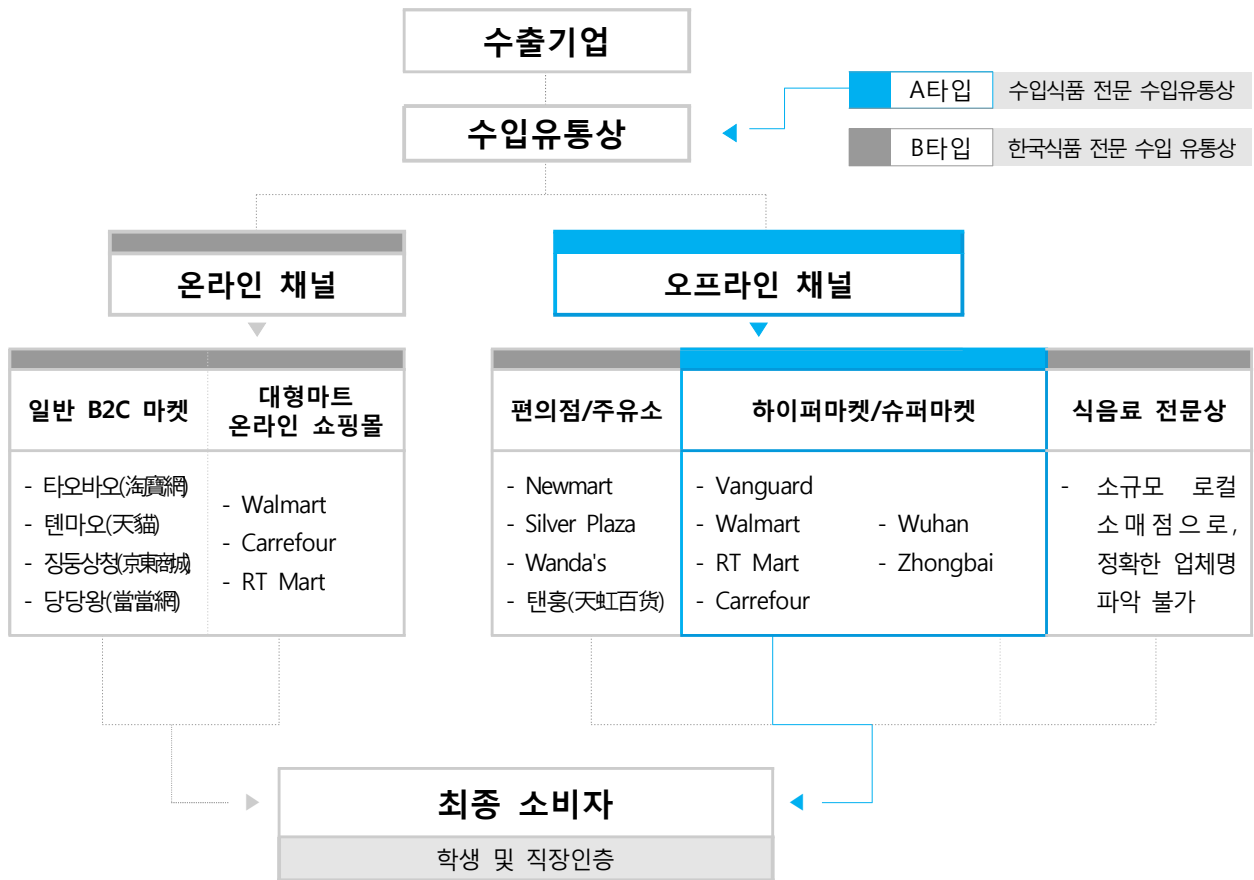 수출기업
수입유통상
A타입 수입식품 전문 수입유통상
B타입 한국식품 전문 수입 유통상
온라인 채널
오프라인 채널
일반 B2C 마켓
대형마트
온라인 쇼핑몰
- 타오바오(淘寶網)
- 톈마오(天貓)
- 징둥상청(京東商城)
- 당당왕(當當網)
- Walmart
- Carrefour
- RT Mart
편의점/주유소
- Newmart
- Silver Plaza
- Wanda's
- 탠홍(天虹百货)
하이퍼마켓/슈퍼마켓
- Vanguard
- Walmart
- RT Mart
- Carrefour
- Wuhan
- Zhongbai
식음료 전문상
- 소규모 로컬
소매점으로,
정확한 업체명
파악 불가
최종 소비자
학생 및 직장인층